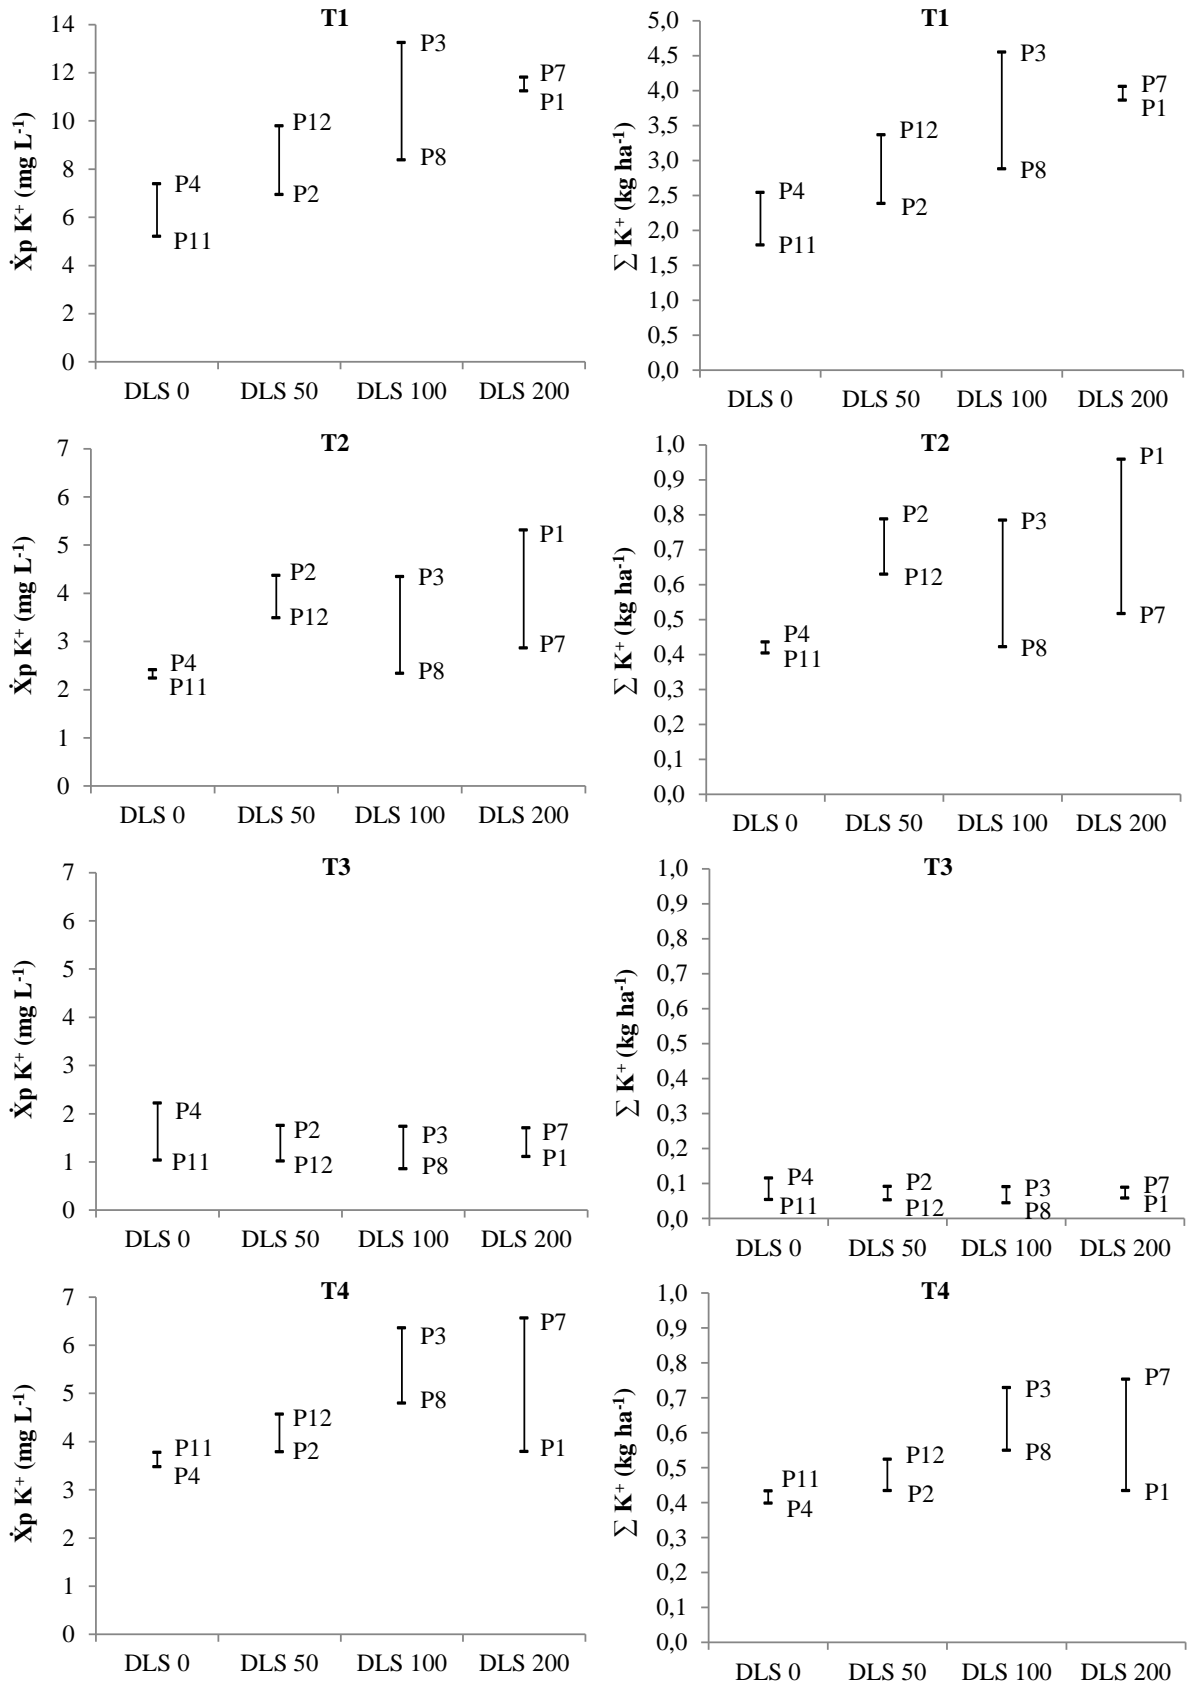 T1
Ẋp K⁺ (mg L⁻¹)
14
12
10
8
6
4
2
0
P4
P11
P12
P2
P3
P8
P7
P1
DLS 0 DLS 50 DLS 100 DLS 200
T1
∑ K⁺ (kg ha⁻¹)
5,0
4,5
4,0
3,5
3,0
2,5
2,0
1,5
1,0
0,5
0,0
P4
P11
P12
P2
P3
P8
P7
P1
DLS 0 DLS 50 DLS 100 DLS 200
T2
Ẋp K⁺ (mg L⁻¹)
7
6
5
4
3
2
1
0
P4
P11
P2
P12
P3
P8
P1
P7
DLS 0 DLS 50 DLS 100 DLS 200
T2
∑ K⁺ (kg ha⁻¹)
1,0
0,9
0,8
0,7
0,6
0,5
0,4
0,3
0,2
0,1
0,0
P4
P11
P2
P12
P3
P8
P1
P7
DLS 0 DLS 50 DLS 100 DLS 200
T3
Ẋp K⁺ (mg L⁻¹)
7
6
5
4
3
2
1
0
P4
P11
P2
P12
P3
P8
P7
P1
DLS 0 DLS 50 DLS 100 DLS 200
T3
∑ K⁺ (kg ha⁻¹)
1,0
0,9
0,8
0,7
0,6
0,5
0,4
0,3
0,2
0,1
0,0
P4
P11
P2
P12
P3
P8
P7
P1
DLS 0 DLS 50 DLS 100 DLS 200
T4
Ẋp K⁺ (mg L⁻¹)
7
6
5
4
3
2
1
0
P11
P4
P12
P2
P3
P8
P7
P1
DLS 0 DLS 50 DLS 100 DLS 200
T4
∑ K⁺ (kg ha⁻¹)
1,0
0,9
0,8
0,7
0,6
0,5
0,4
0,3
0,2
0,1
0,0
P11
P4
P12
P2
P3
P8
P7
P1
DLS 0 DLS 50 DLS 100 DLS 200